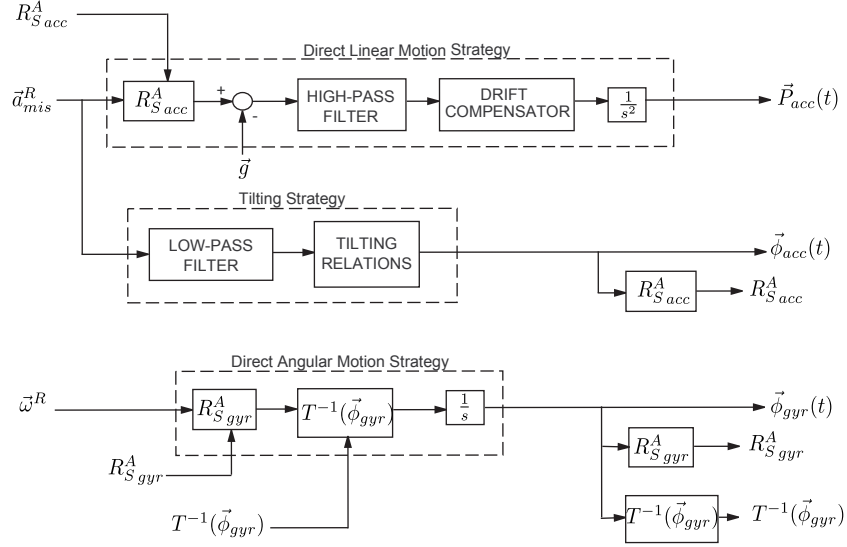 $R^A_{S\,acc}$
Direct Linear Motion Strategy
$\vec{a}^R_{mis}$
$R^A_{S\,acc}$
+
-
$\vec{g}$
HIGH-PASS
FILTER
DRIFT
COMPENSATOR
$\frac{1}{s^2}$
$\vec{P}_{acc}(t)$
Tilting Strategy
LOW-PASS
FILTER
TILTING
RELATIONS
$\vec{\phi}_{acc}(t)$
$R^A_{S\,acc}$
$R^A_{S\,acc}$
Direct Angular Motion Strategy
$\vec{\omega}^R$
$R^A_{S\,gyr}$
$T^{-1}(\vec{\phi}_{gyr})$
$\frac{1}{s}$
$\vec{\phi}_{gyr}(t)$
$R^A_{S\,gyr}$
$R^A_{S\,gyr}$
$R^A_{S\,gyr}$
$T^{-1}(\vec{\phi}_{gyr})$
$T^{-1}(\vec{\phi}_{gyr})$
$T^{-1}(\vec{\phi}_{gyr})$